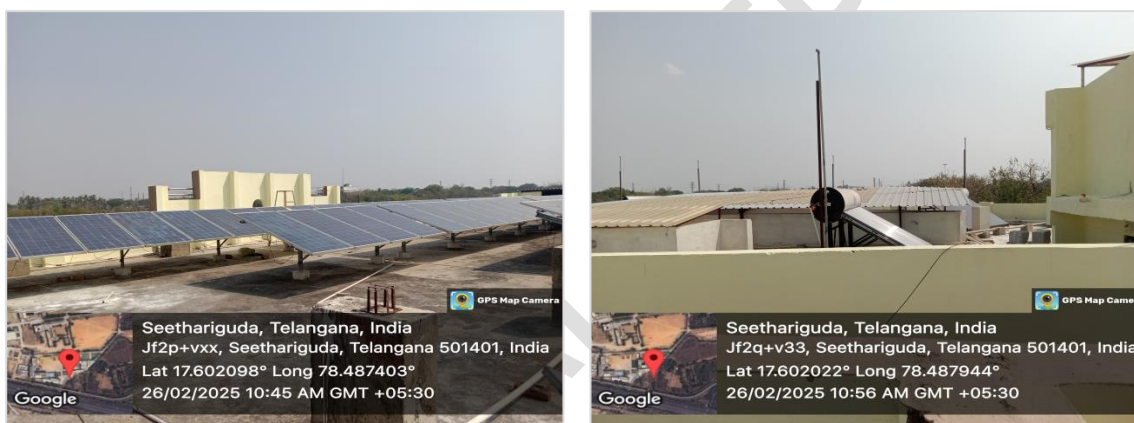 GPS Map Camera
Seethariguda, Telangana, India
Jf2p+vxx, Seethariguda, Telangana 501401, India
Lat 17.602098° Long 78.487403°
26/02/2025 10:45 AM GMT +05:30
Google
GPS Map Came
Seethariguda, Telangana, India
Jf2q+v33, Seethariguda, Telangana 501401, India
Lat 17.602022° Long 78.487944°
26/02/2025 10:56 AM GMT +05:30
Google